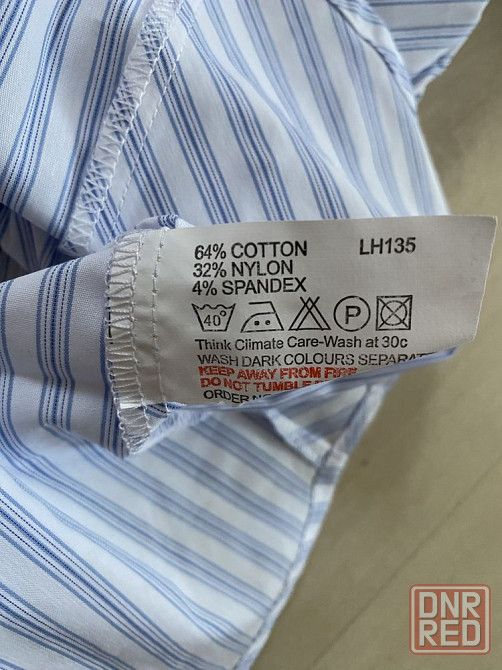 64% COTTON LH135
32% NYLON
4% SPANDEX
40°
P
Think Climate Care-Wash at 30c
WASH DARK COLOURS
KEEP AWAY FROM FIRE
DO NOT TUMBLE
ORDER
DNR
RED